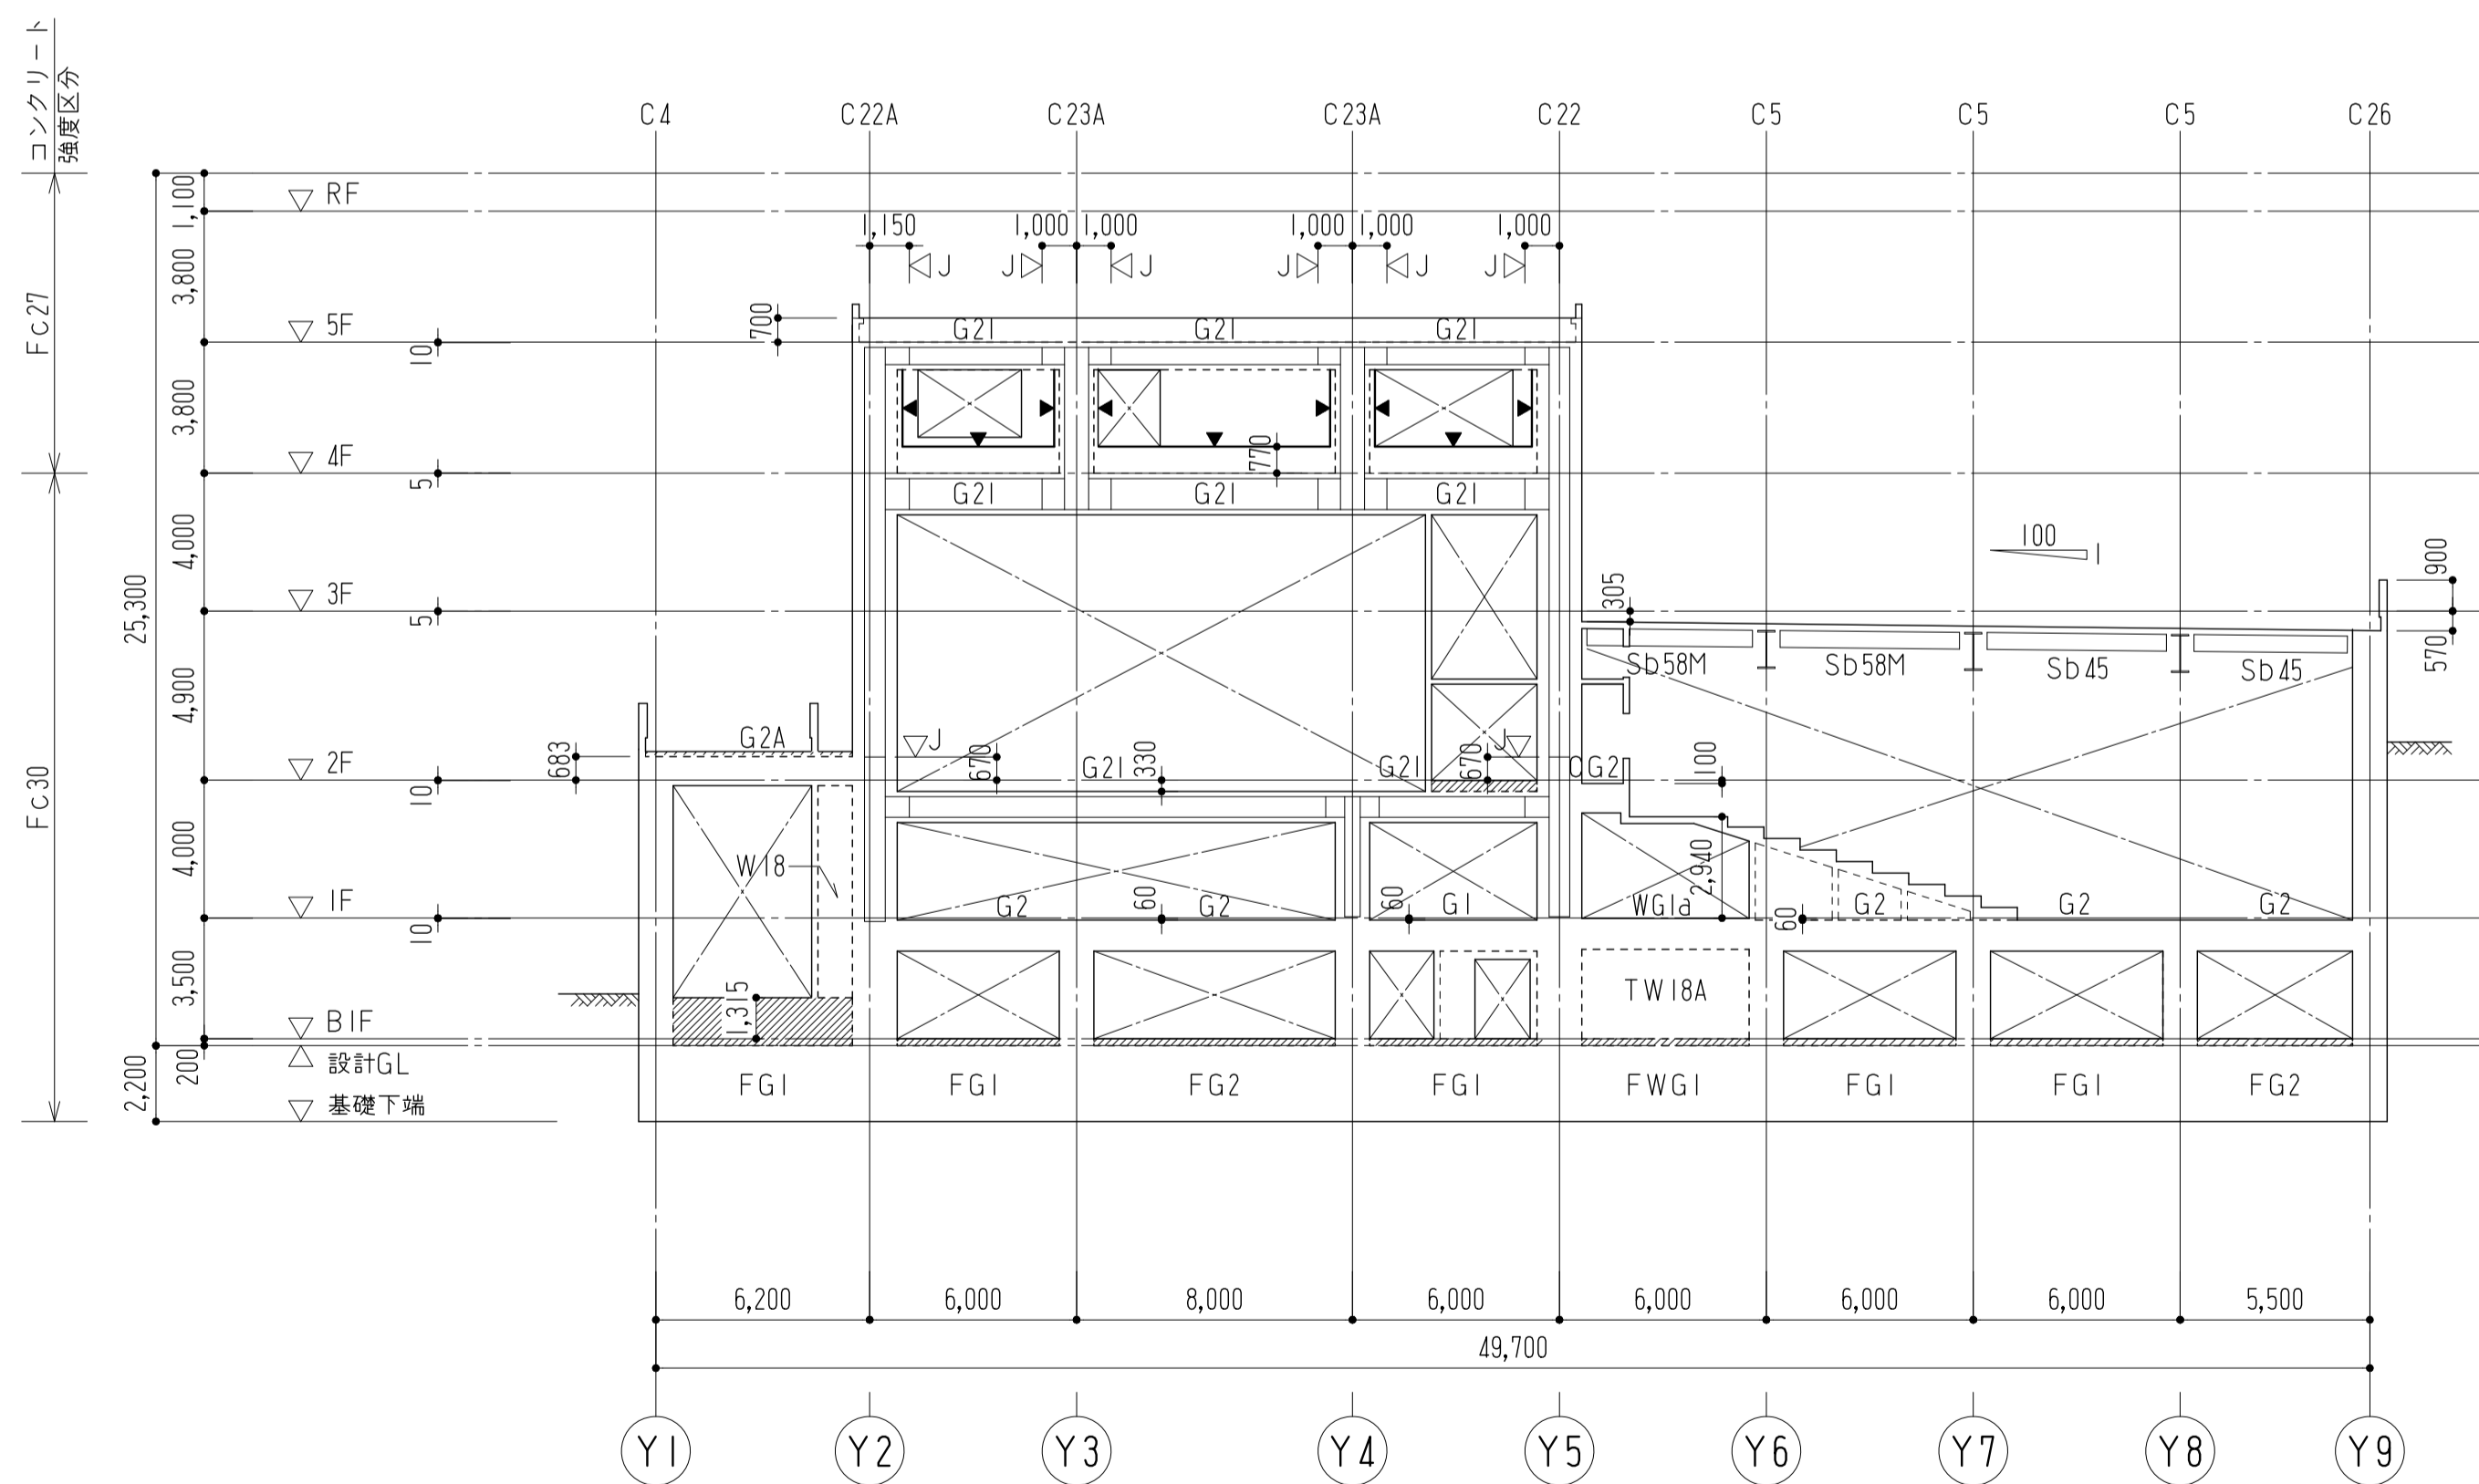 コンクリート
強度区分
Fc27
Fc30
C4 C22A C23A C23A C22 C5 C5 C5 C26
RF
5F
4F
3F
2F
1F
B1F
設計GL
基礎下端
1,100
3,800
3,800
4,000
4,900
4,000
3,500
200
25,300
2,200
10
5
5
10
10
1,150 1,000 1,000 1,000 1,000 1,000
J J J J J J
700
G21 G21 G21
770
G21 G21 G21
100
1
305
900
570
Sb58M Sb58M Sb45 Sb45
G2A
683
J J
670 G21 330 G21 670 OG2 100
W18
2,940
G2 60 G2 60 G1 WG1a 60 G2 G2 G2
1,315
TW18A
FG1 FG1 FG2 FG1 FWG1 FG1 FG1 FG2
6,200 6,000 8,000 6,000 6,000 6,000 6,000 5,500
49,700
Y1 Y2 Y3 Y4 Y5 Y6 Y7 Y8 Y9